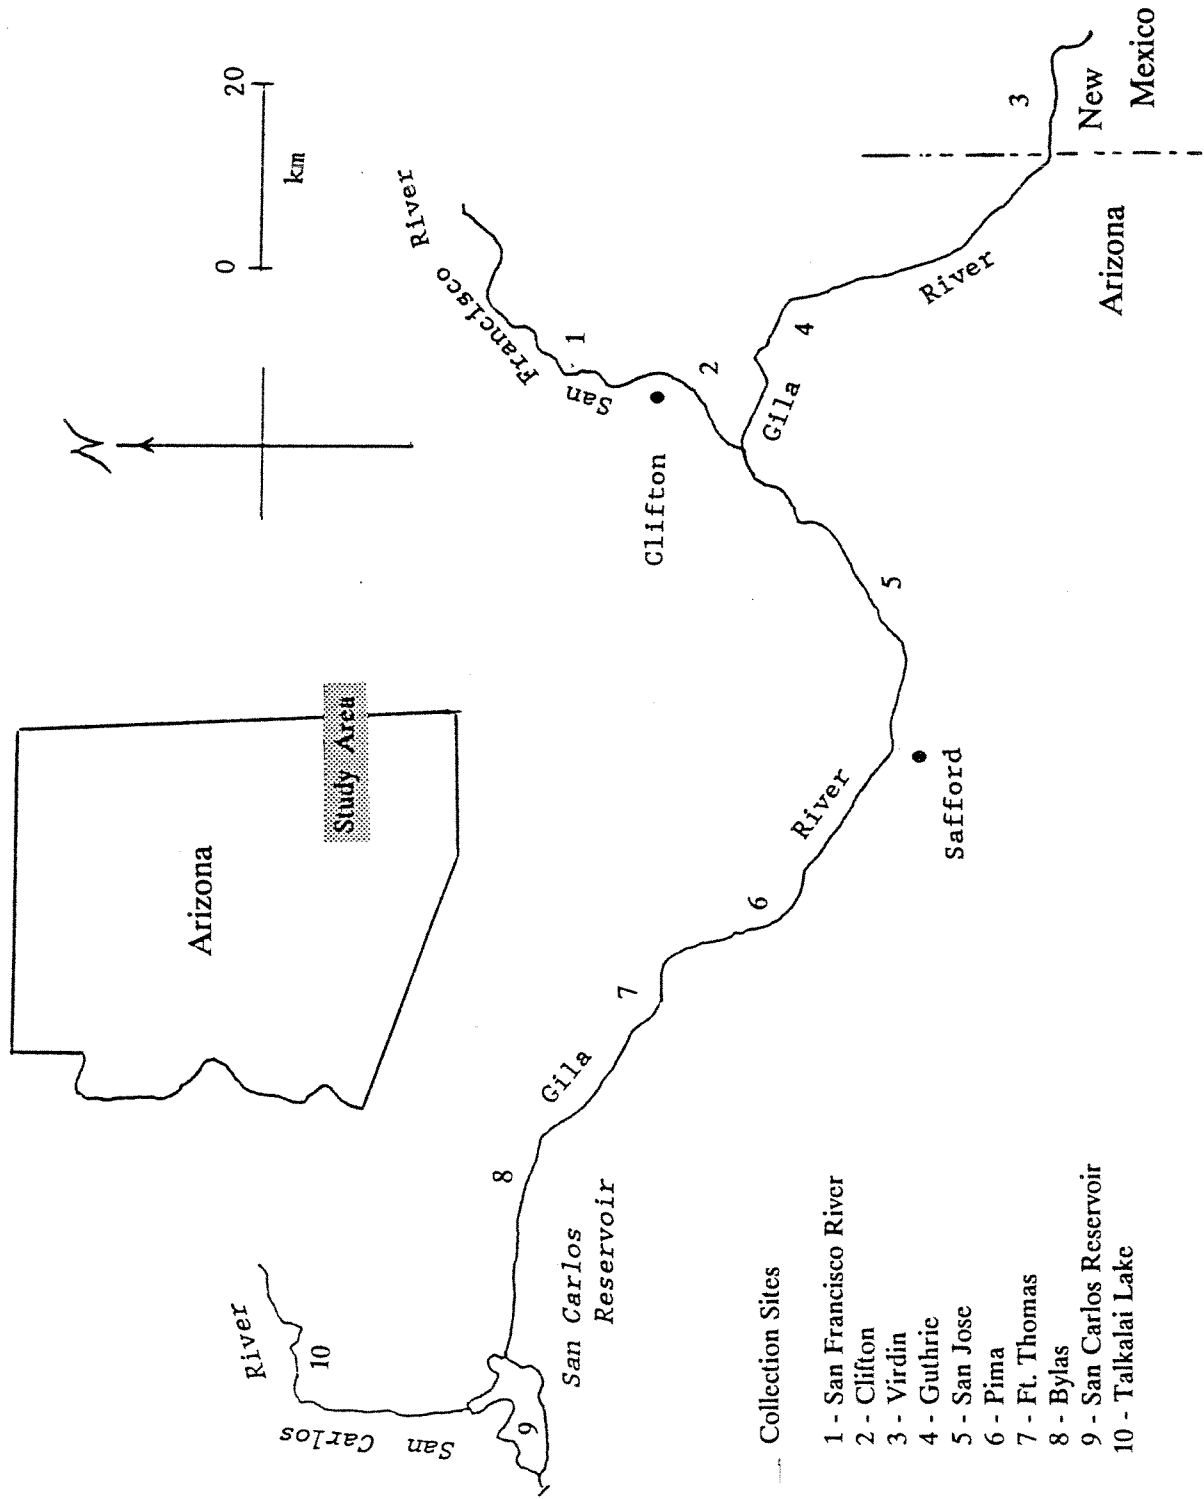 N
0 20
km
Arizona
Study Area
San Francisco River
1
Clifton
2
Gila River
3
4
New
Mexico
Arizona
5
Safford
Gila River
6
7
8
San Carlos River
10
9
San Carlos
Reservoir
Collection Sites
1 - San Francisco River
2 - Clifton
3 - Virdin
4 - Guthrie
5 - San Jose
6 - Pima
7 - Ft. Thomas
8 - Bylas
9 - San Carlos Reservoir
10 - Talkalai Lake